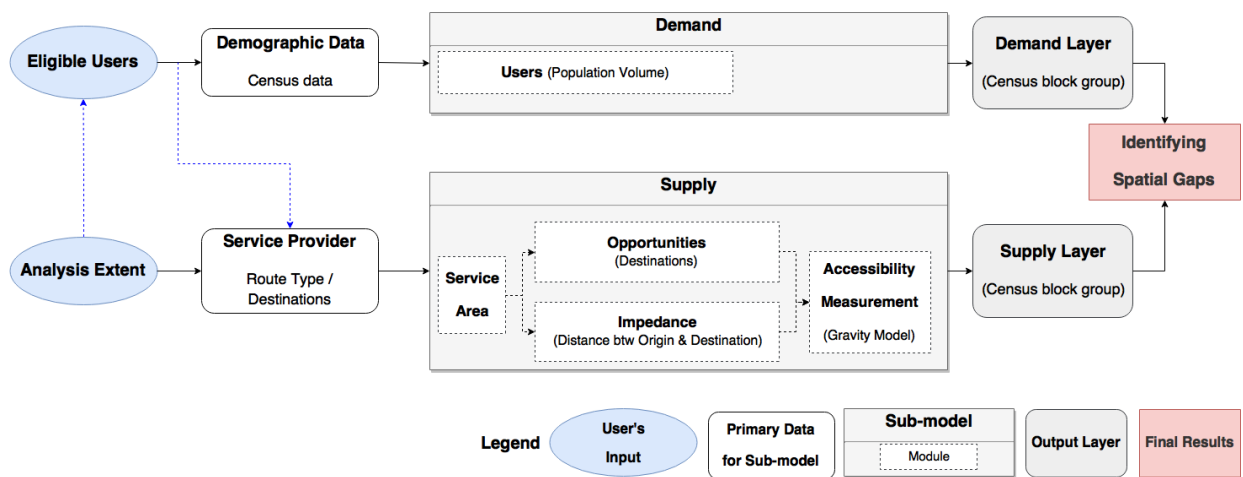 Eligible Users
Demographic Data
Census data
Demand
Users (Population Volume)
Demand Layer
(Census block group)
Identifying
Spatial Gaps
Analysis Extent
Service Provider
Route Type /
Destinations
Supply
Service
Area
Opportunities
(Destinations)
Impedance
(Distance btw Origin & Destination)
Accessibility
Measurement
(Gravity Model)
Supply Layer
(Census block group)
Legend
User's
Input
Primary Data
for Sub-model
Sub-model
Module
Output Layer
Final Results